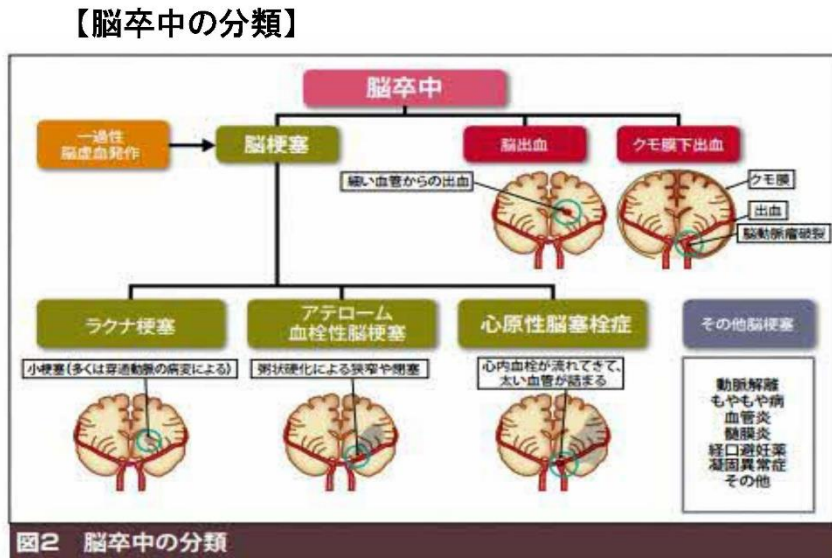 【脳卒中の分類】
脳卒中
一過性
脳虚血発作
脳梗塞
脳出血
クモ膜下出血
細い血管からの出血
クモ膜
出血
脳動脈瘤破裂
ラクナ梗塞
アテローム
血栓性脳梗塞
心原性脳塞栓症
その他脳梗塞
小梗塞(多くは穿通動脈の病変による)
粥状硬化による狭窄や閉塞
心内血栓が流れてきて、
太い血管が詰まる
動脈解離
もやもや病
血管炎
髄膜炎
経口避妊薬
凝固異常症
その他
図2 脳卒中の分類